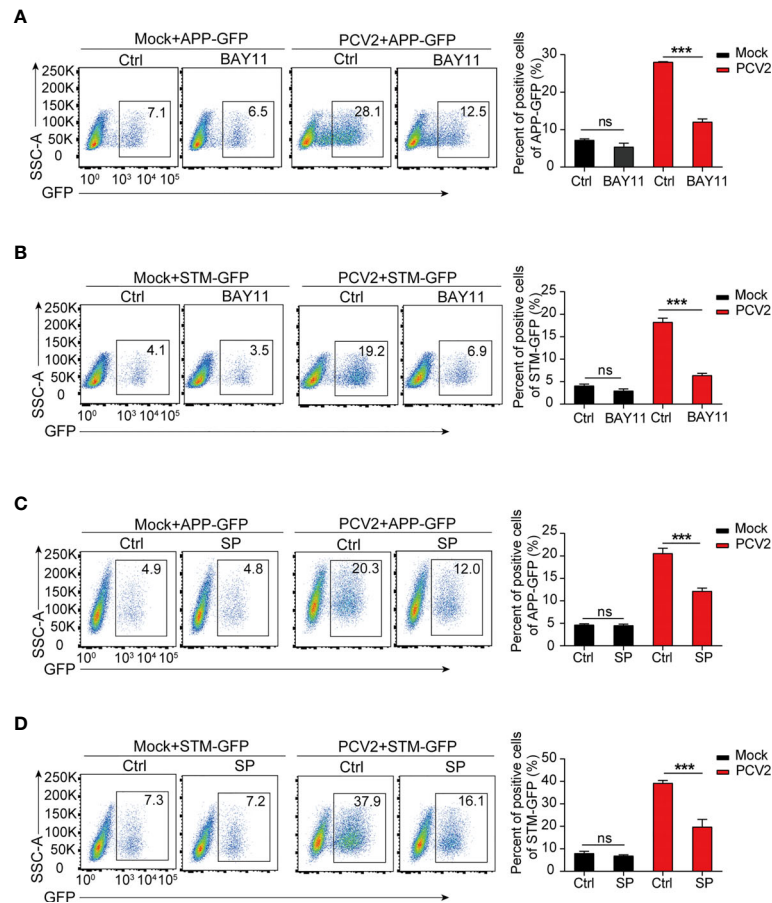 A
Mock+APP-GFP PCV2+APP-GFP
Ctrl BAY11 Ctrl BAY11
250K
200K
150K
100K
50K
0
SSC-A
7.1 6.5 28.1 12.5
10⁰ 10³ 10⁴ 10⁵
GFP
Percent of positive cells
of APP-GFP (%)
30
20
10
0
ns
***
Mock
PCV2
Ctrl BAY11 Ctrl BAY11
B
Mock+STM-GFP PCV2+STM-GFP
Ctrl BAY11 Ctrl BAY11
250K
200K
150K
100K
50K
0
SSC-A
4.1 3.5 19.2 6.9
10⁰ 10³ 10⁴ 10⁵
GFP
Percent of positive cells
of STM-GFP (%)
25
20
15
10
5
0
ns
***
Mock
PCV2
Ctrl BAY11 Ctrl BAY11
C
Mock+APP-GFP PCV2+APP-GFP
Ctrl SP Ctrl SP
250K
200K
150K
100K
50K
0
SSC-A
4.9 4.8 20.3 12.0
10⁰ 10³ 10⁴ 10⁵
GFP
Percent of positive cells
of APP-GFP (%)
25
20
15
10
5
0
ns
***
Mock
PCV2
Ctrl SP Ctrl SP
D
Mock+STM-GFP PCV2+STM-GFP
Ctrl SP Ctrl SP
250K
200K
150K
100K
50K
0
SSC-A
7.3 7.2 37.9 16.1
10⁰ 10³ 10⁴ 10⁵
GFP
Percent of positive cells
of STM-GFP (%)
50
40
30
20
10
0
ns
***
Mock
PCV2
Ctrl SP Ctrl SP